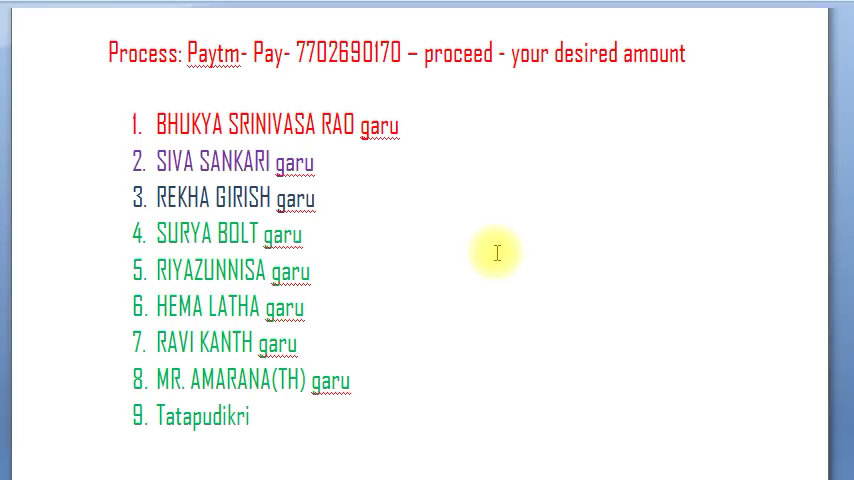 Process: Paytm- Pay- 7702690170 – proceed - your desired amount
1. BHUKYA SRINIVASA RAO garu
2. SIVA SANKARI garu
3. REKHA GIRISH garu
4. SURYA BOLT garu
5. RIYAZUNNISA garu
6. HEMA LATHA garu
7. RAVI KANTH garu
8. MR. AMARANA(TH) garu
9. Tatapudikri